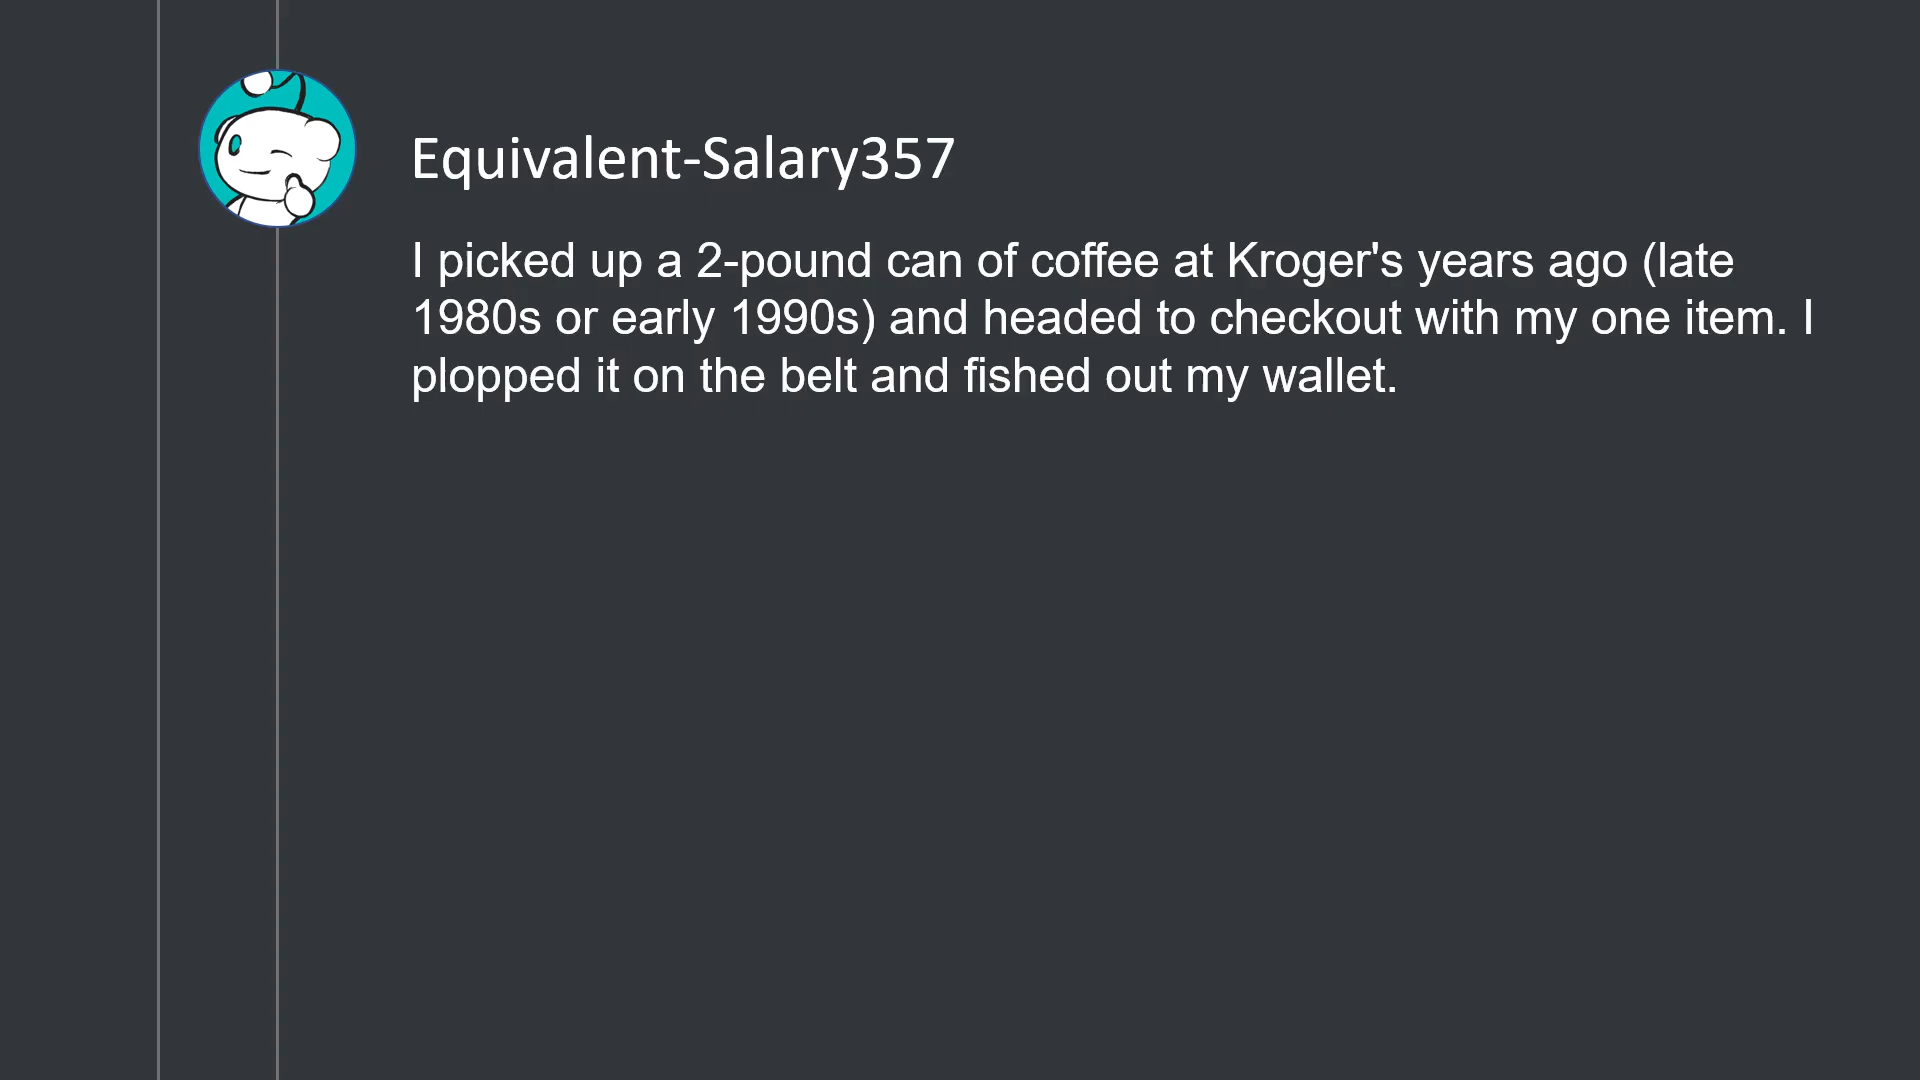 Equivalent-Salary357
I picked up a 2-pound can of coffee at Kroger's years ago (late
1980s or early 1990s) and headed to checkout with my one item. I
plopped it on the belt and fished out my wallet.